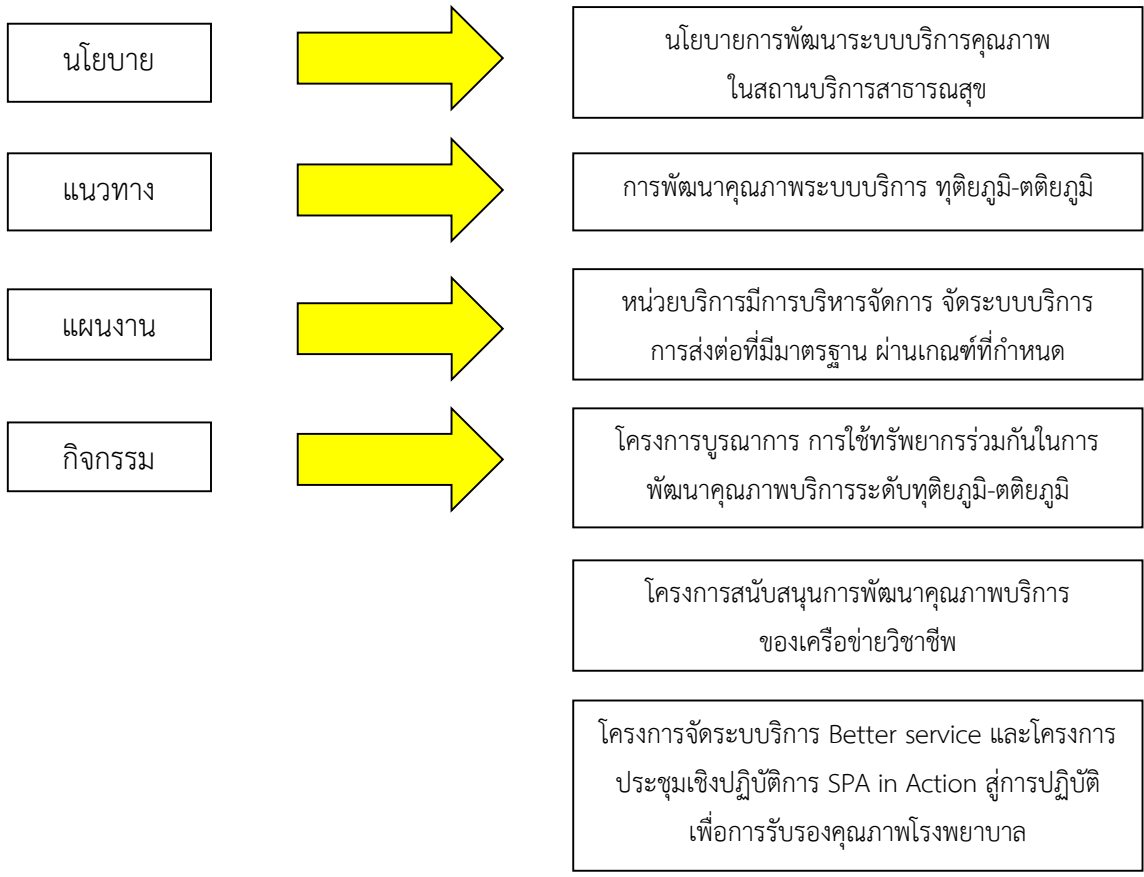 นโยบาย
นโยบายการพัฒนาระบบบริการคุณภาพ
ในสถานบริการสาธารณสุข
แนวทาง
การพัฒนาคุณภาพระบบบริการ ทุติยภูมิ-ตติยภูมิ
แผนงาน
หน่วยบริการมีการบริหารจัดการ จัดระบบบริการ
การส่งต่อที่มีมาตรฐาน ผ่านเกณฑ์ที่กำหนด
กิจกรรม
โครงการบูรณาการ การใช้ทรัพยากรร่วมกันในการ
พัฒนาคุณภาพบริการระดับทุติยภูมิ-ตติยภูมิ
โครงการสนับสนุนการพัฒนาคุณภาพบริการ
ของเครือข่ายวิชาชีพ
โครงการจัดระบบบริการ Better service และโครงการ
ประชุมเชิงปฏิบัติการ SPA in Action สู่การปฏิบัติ
เพื่อการรับรองคุณภาพโรงพยาบาล